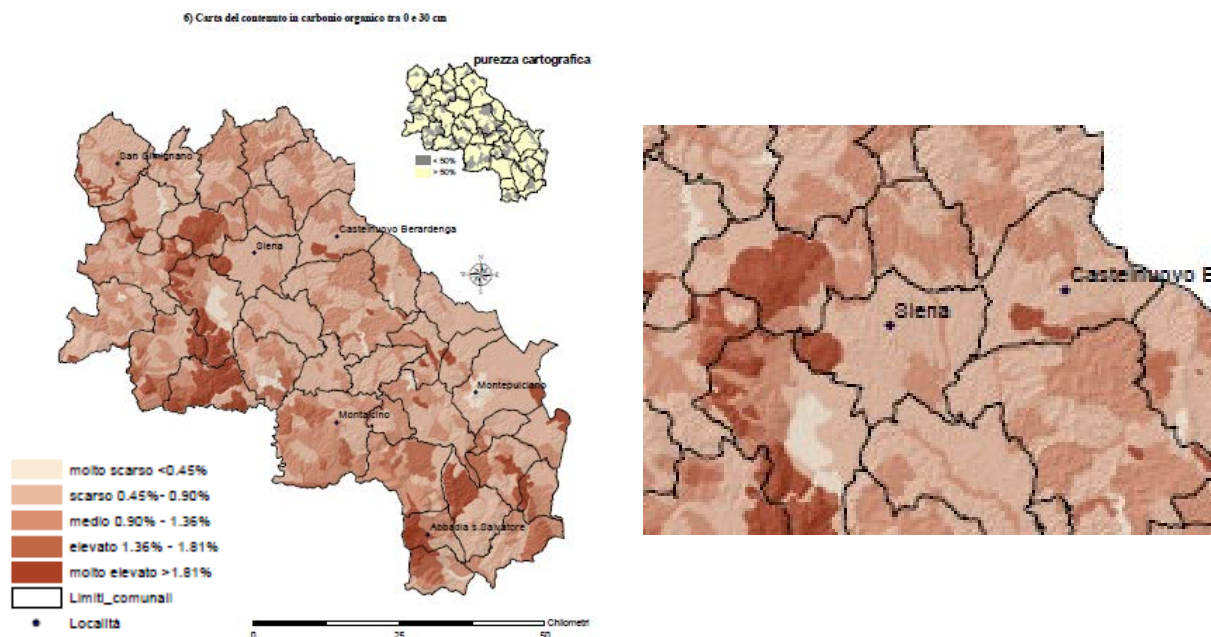 6) Carta del contenuto in carbonio organico tra 0 e 30 cm
purezza cartografica
< 50%
> 50%
San Gimignano
Castelnuovo Berardenga
Siena
N
Montepulciano
Montalcino
Abbadia s.Salvatore
molto scarso <0.45%
scarso 0.45%- 0.90%
medio 0.90% - 1.36%
elevato 1.36% - 1.81%
molto elevato >1.81%
Limiti_comunali
Località
Chilometri
0 25 50
Castelnuovo B
Siena